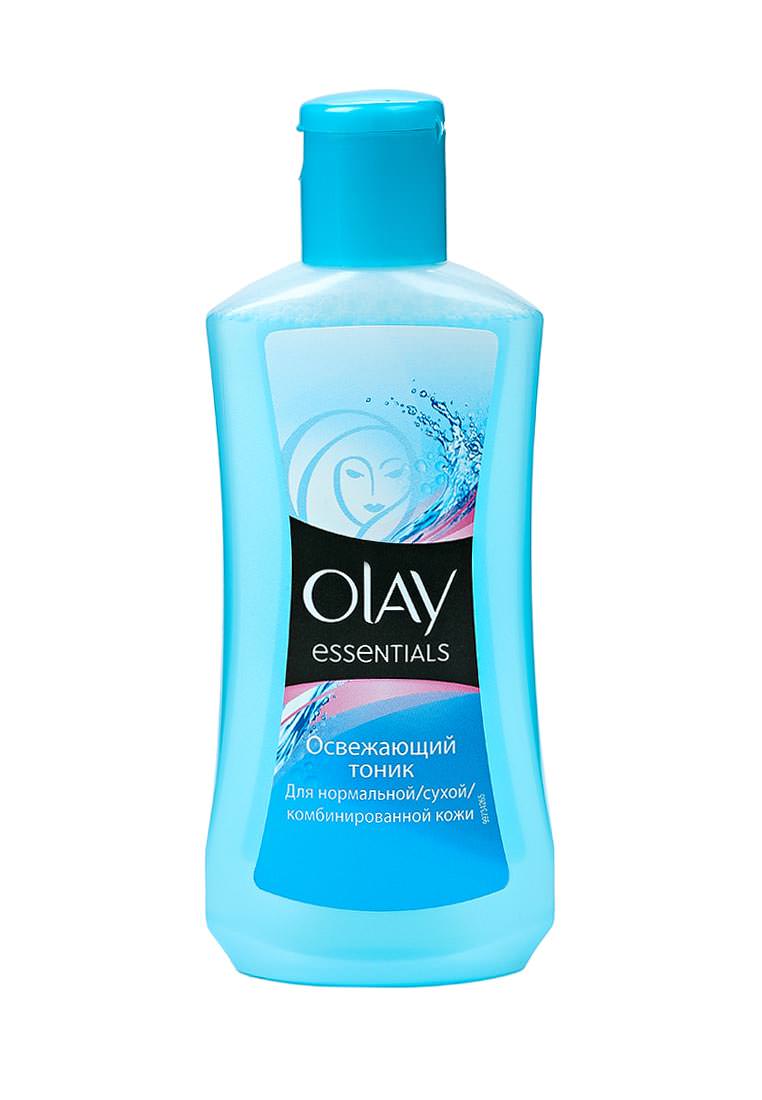 OLAY
ESSENTIALS
Освежающий
тоник
Для нормальной/сухой/
комбинированной кожи